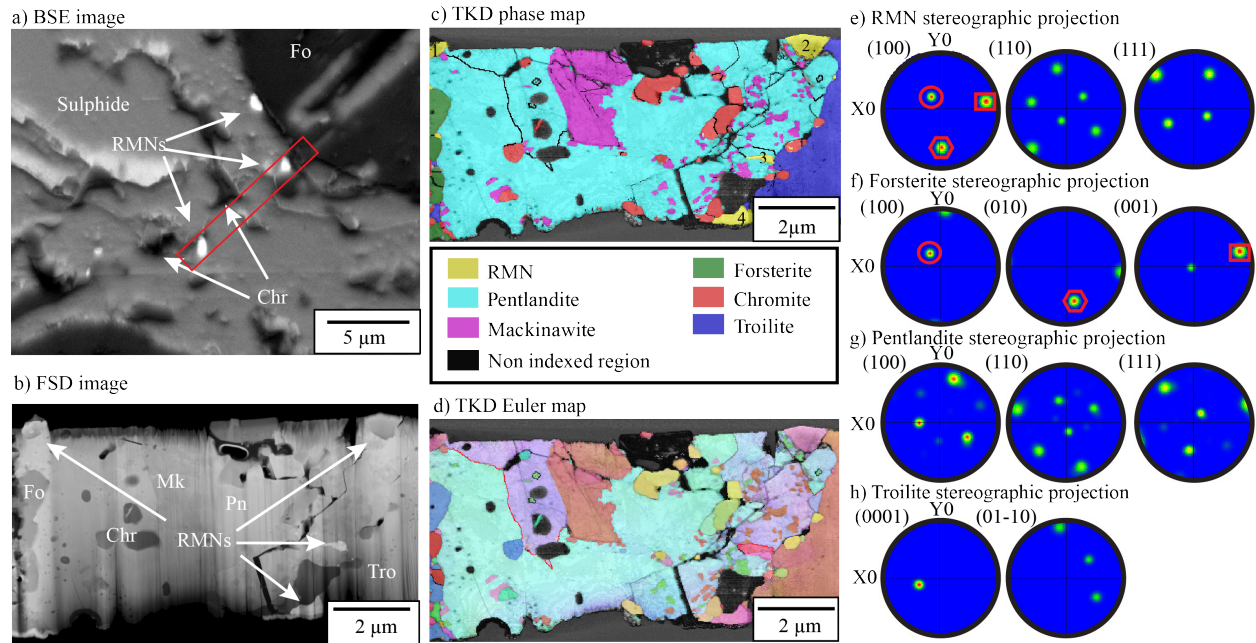 a) BSE image
Fo
Sulphide
RMNs
Chr
5 μm
b) FSD image
Fo
Mk
Pn
Chr
RMNs
Tro
2 μm
c) TKD phase map
1
2
3
4
2μm
RMN
Pentlandite
Mackinawite
Non indexed region
Forsterite
Chromite
Troilite
d) TKD Euler map
2 μm
e) RMN stereographic projection
(100) Y0 (110) (111)
X0
f) Forsterite stereographic projection
(100) Y0 (010) (001)
X0
g) Pentlandite stereographic projection
(100) Y0 (110) (111)
X0
h) Troilite stereographic projection
(0001) Y0 (01-10)
X0